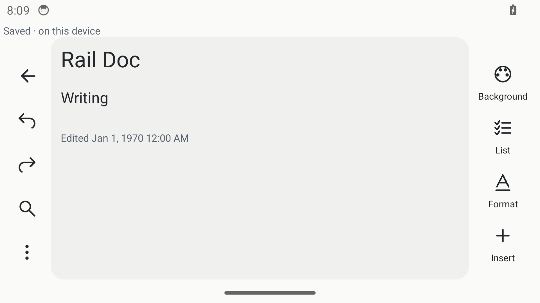 8:09
Saved · on this device
Rail Doc
Writing
Edited Jan 1, 1970 12:00 AM
Background
List
Format
Insert